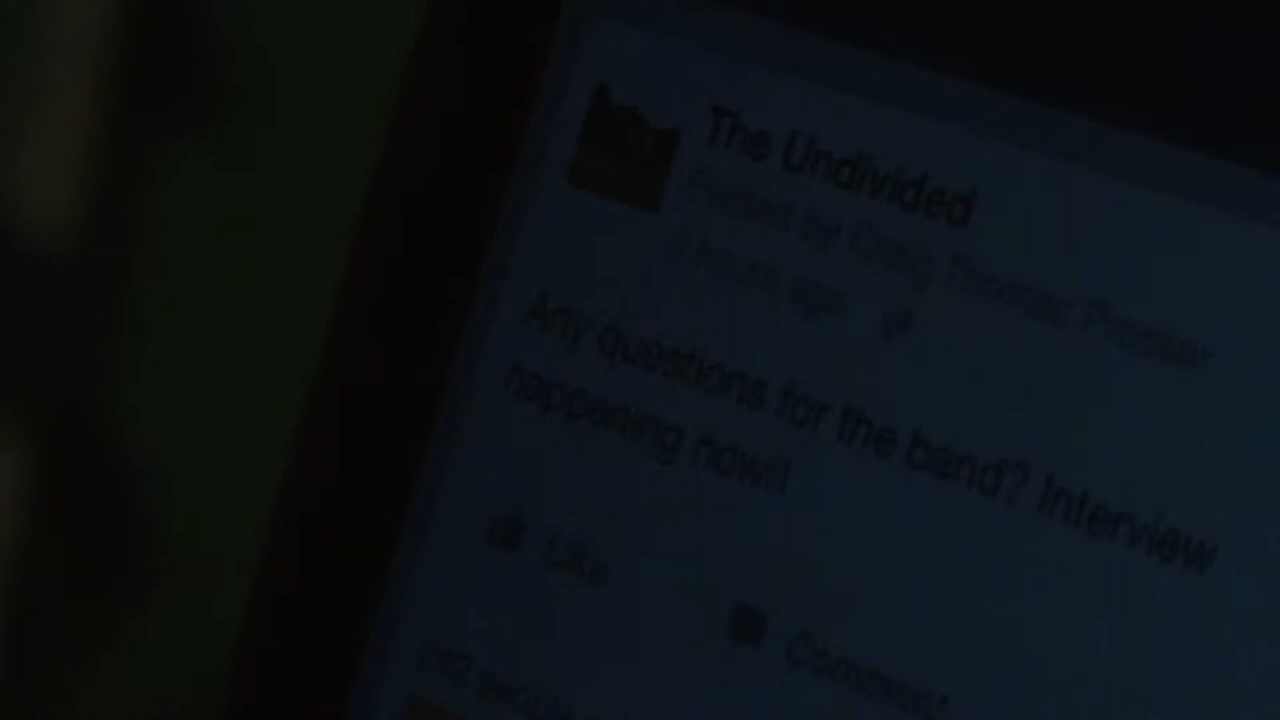 The Undivided
Posted by Craig Thomas
2 hours ago
Any questions for the band? Interview
happening now!!
Like
Comment